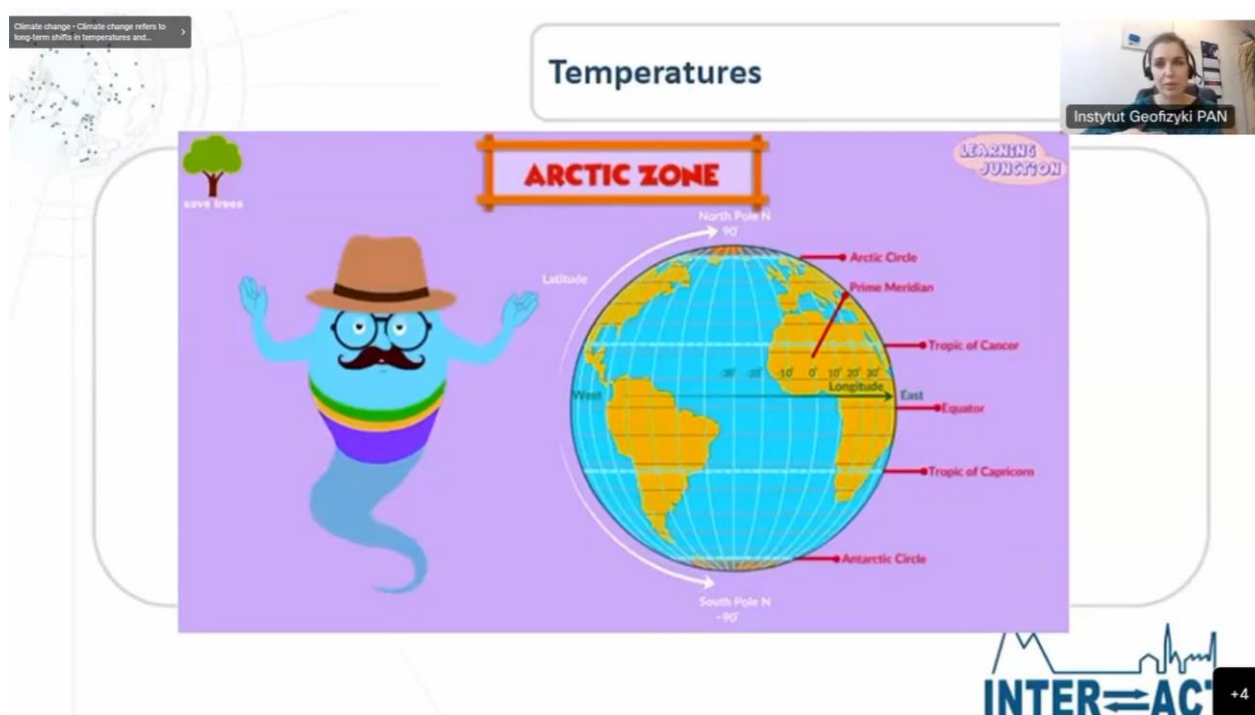 Climate change • Climate change refers to
long-term shifts in temperatures and...
Temperatures
Instytut Geofizyki PAN
save trees
ARCTIC ZONE
LEARNING
JUNCTION
North Pole N
90°
Latitude
Arctic Circle
Prime Meridian
Tropic of Cancer
-30° -20° -10° 0° 10° 20° 30°
Longitude
West
East
Equator
Tropic of Capricorn
Antarctic Circle
South Pole N
-90°
INTER ACT
+4